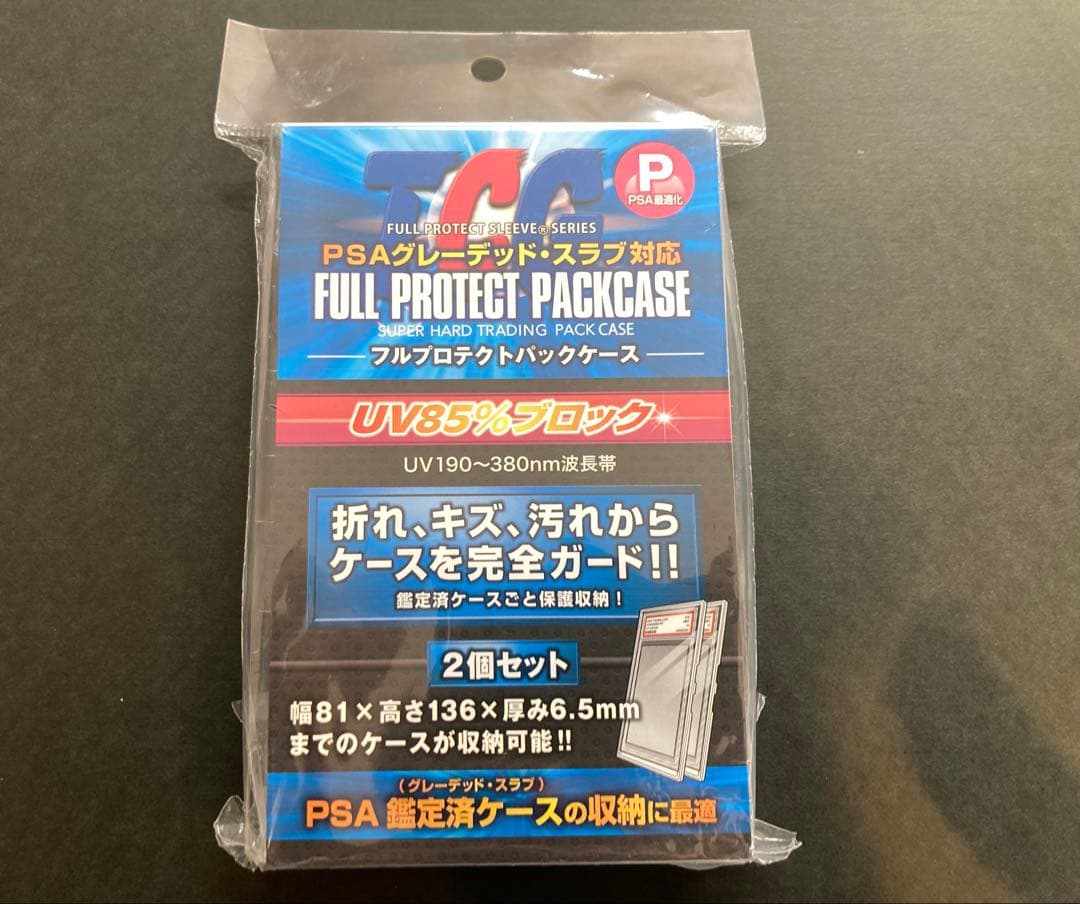 TCG
P
PSA最適化
FULL PROTECT SLEEVE® SERIES
PSAグレーデッド・スラブ対応
FULL PROTECT PACKCASE
SUPER HARD TRADING PACK CASE
フルプロテクトパックケース
UV85%ブロック
UV190〜380nm波長帯
折れ、キズ、汚れから
ケースを完全ガード!!
鑑定済ケースごと保護収納!
2個セット
幅81×高さ136×厚み6.5mm
までのケースが収納可能!!
(グレーデッド・スラブ)
PSA 鑑定済ケースの収納に最適